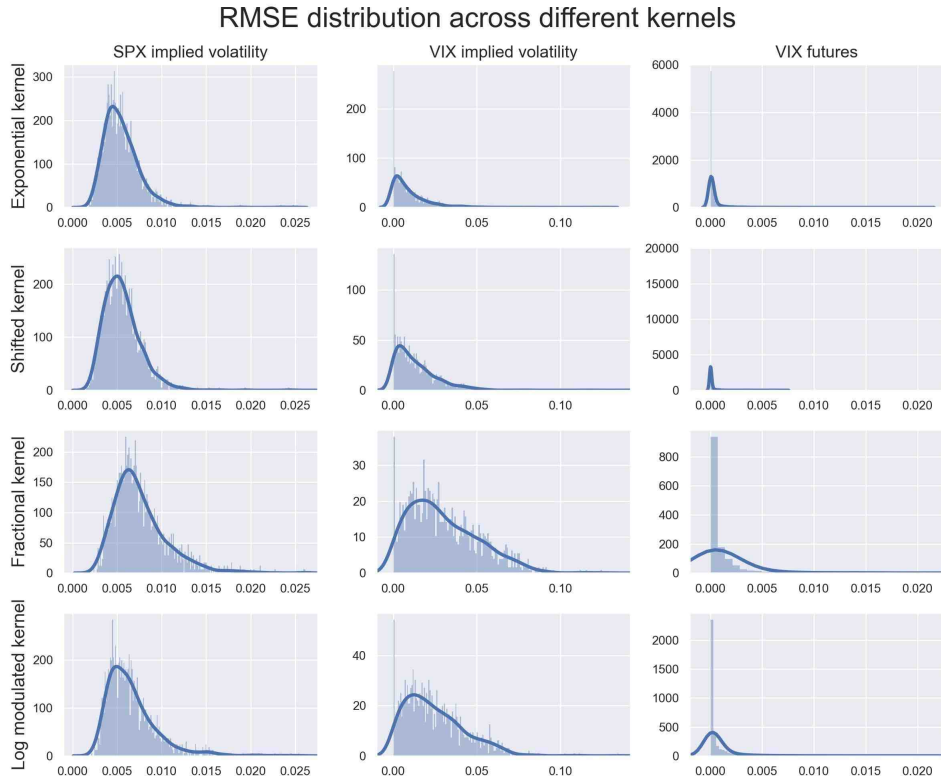 RMSE distribution across different kernels
SPX implied volatility VIX implied volatility VIX futures
Exponential kernel
300
200
100
0
0.000 0.005 0.010 0.015 0.020 0.025
200
100
0
0.00 0.05 0.10
6000
4000
2000
0
0.000 0.005 0.010 0.015 0.020
Shifted kernel
200
100
0
0.000 0.005 0.010 0.015 0.020 0.025
100
50
0
0.00 0.05 0.10
20000
15000
10000
5000
0
0.000 0.005 0.010 0.015 0.020
Fractional kernel
200
150
100
50
0
0.000 0.005 0.010 0.015 0.020 0.025
30
20
10
0
0.00 0.05 0.10
800
600
400
200
0
0.000 0.005 0.010 0.015 0.020
Log modulated kernel
200
100
0
0.000 0.005 0.010 0.015 0.020 0.025
40
20
0
0.00 0.05 0.10
2000
1500
1000
500
0
0.000 0.005 0.010 0.015 0.020